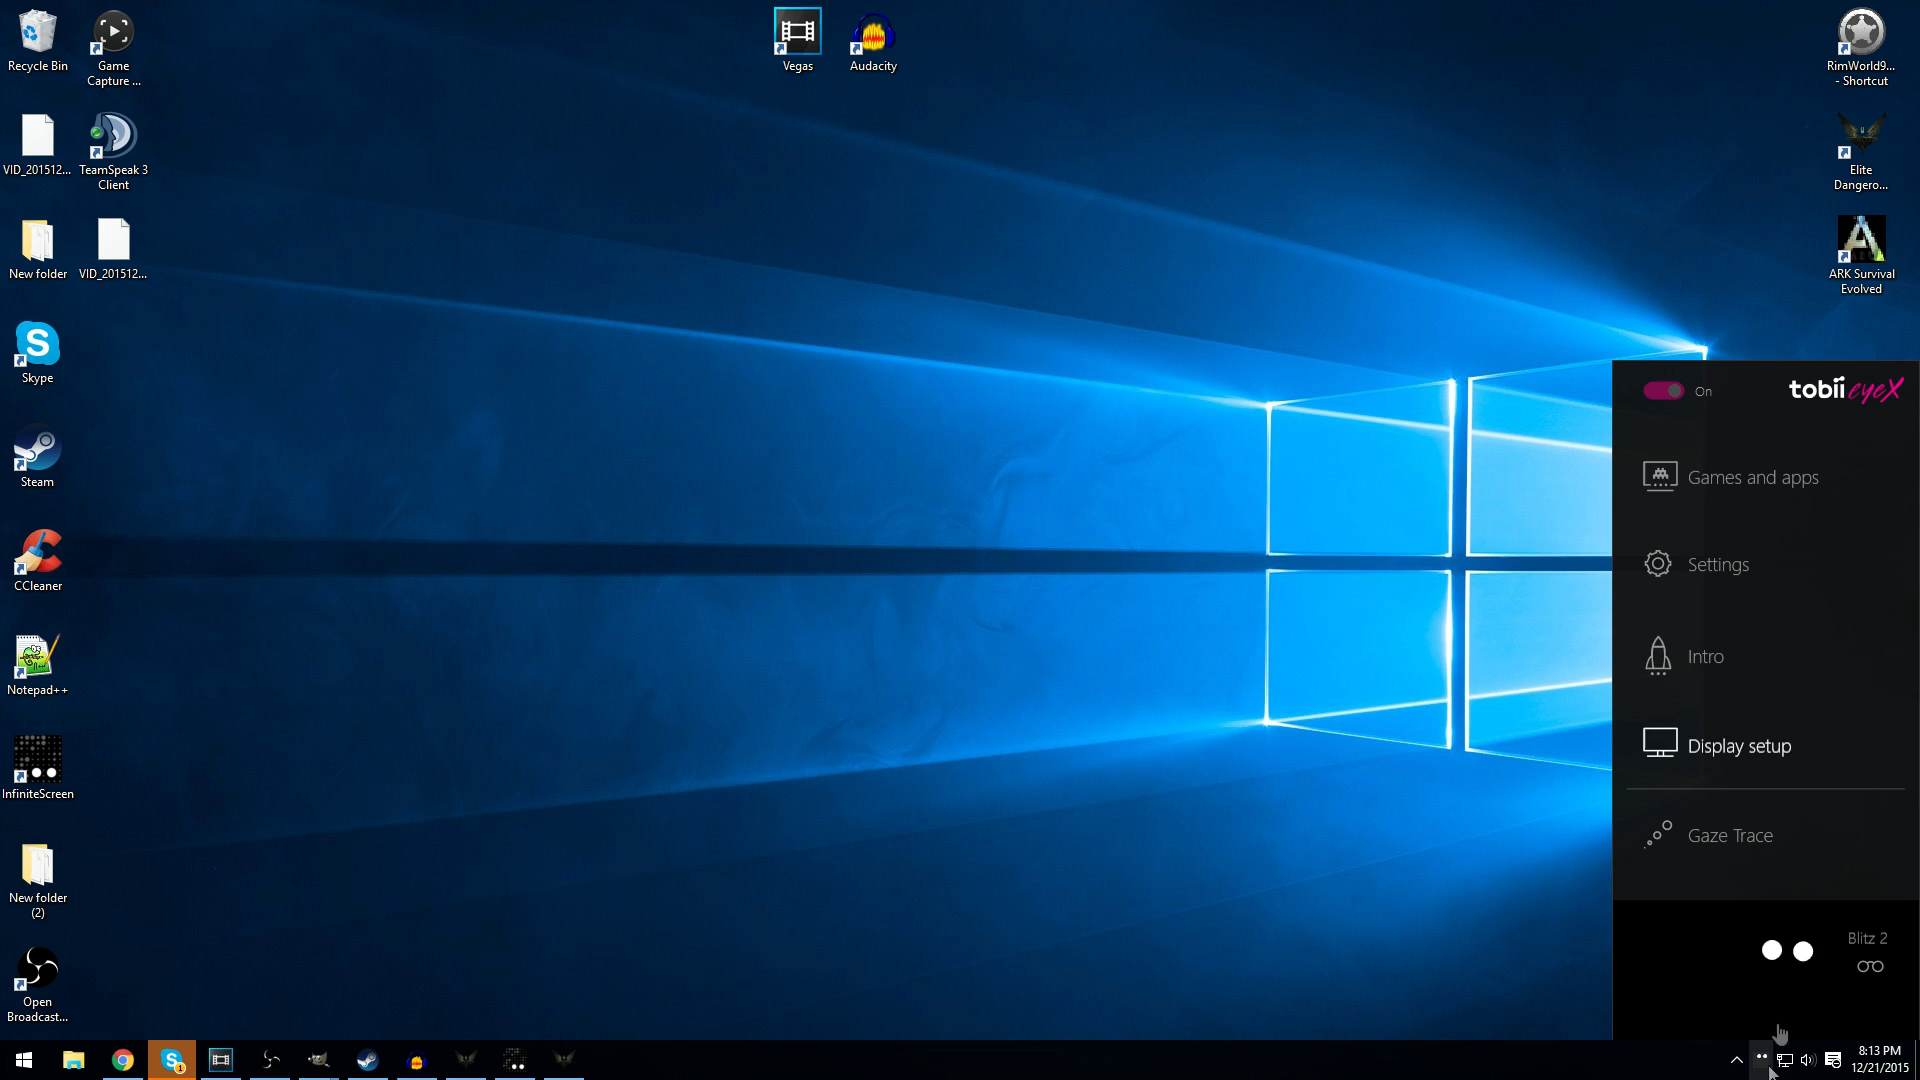 Recycle Bin
Game
Capture ...
VID_201512...
TeamSpeak 3
Client
New folder
VID_201512...
Skype
Steam
CCleaner
Notepad++
InfiniteScreen
New folder
(2)
Open
Broadcast...
Vegas
Audacity
RimWorld9...
- Shortcut
Elite
Dangero...
ARK Survival
Evolved
On
tobii eyeX
Games and apps
Settings
Intro
Display setup
Gaze Trace
Blitz 2
1
8:13 PM
12/21/2015